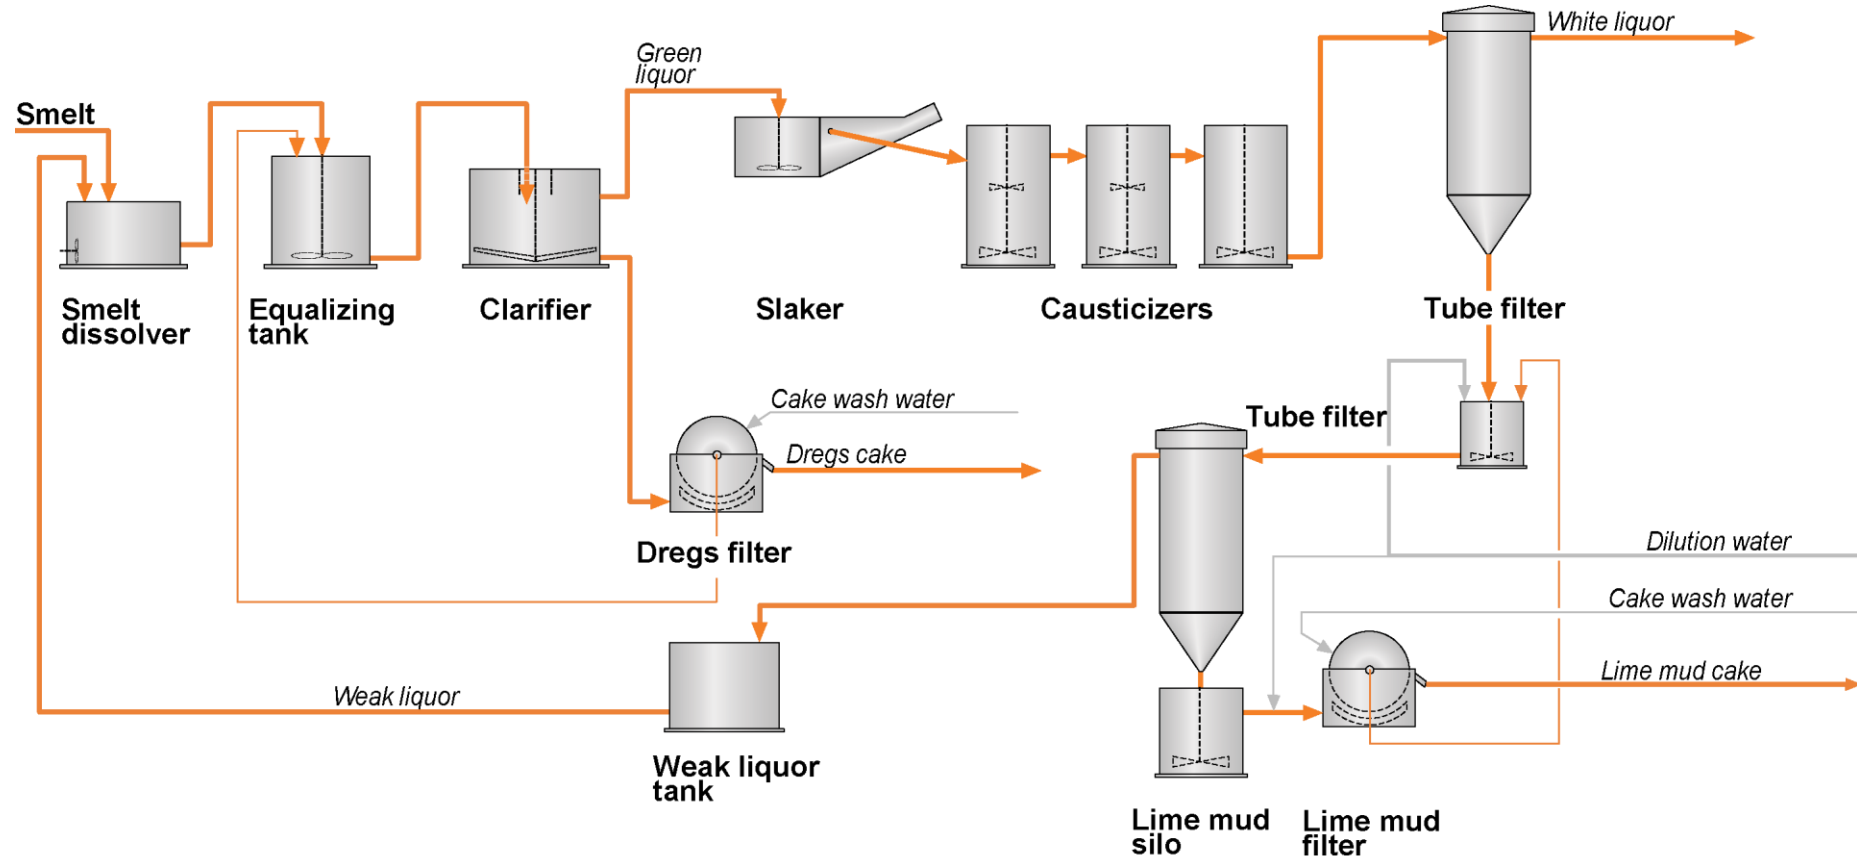 White liquor
Green
liquor
Smelt
Smelt
dissolver
Equalizing
tank
Clarifier
Slaker
Causticizers
Tube filter
Cake wash water
Tube filter
Dregs cake
Dregs filter
Dilution water
Cake wash water
Lime mud cake
Weak liquor
Weak liquor
tank
Lime mud
silo
Lime mud
filter